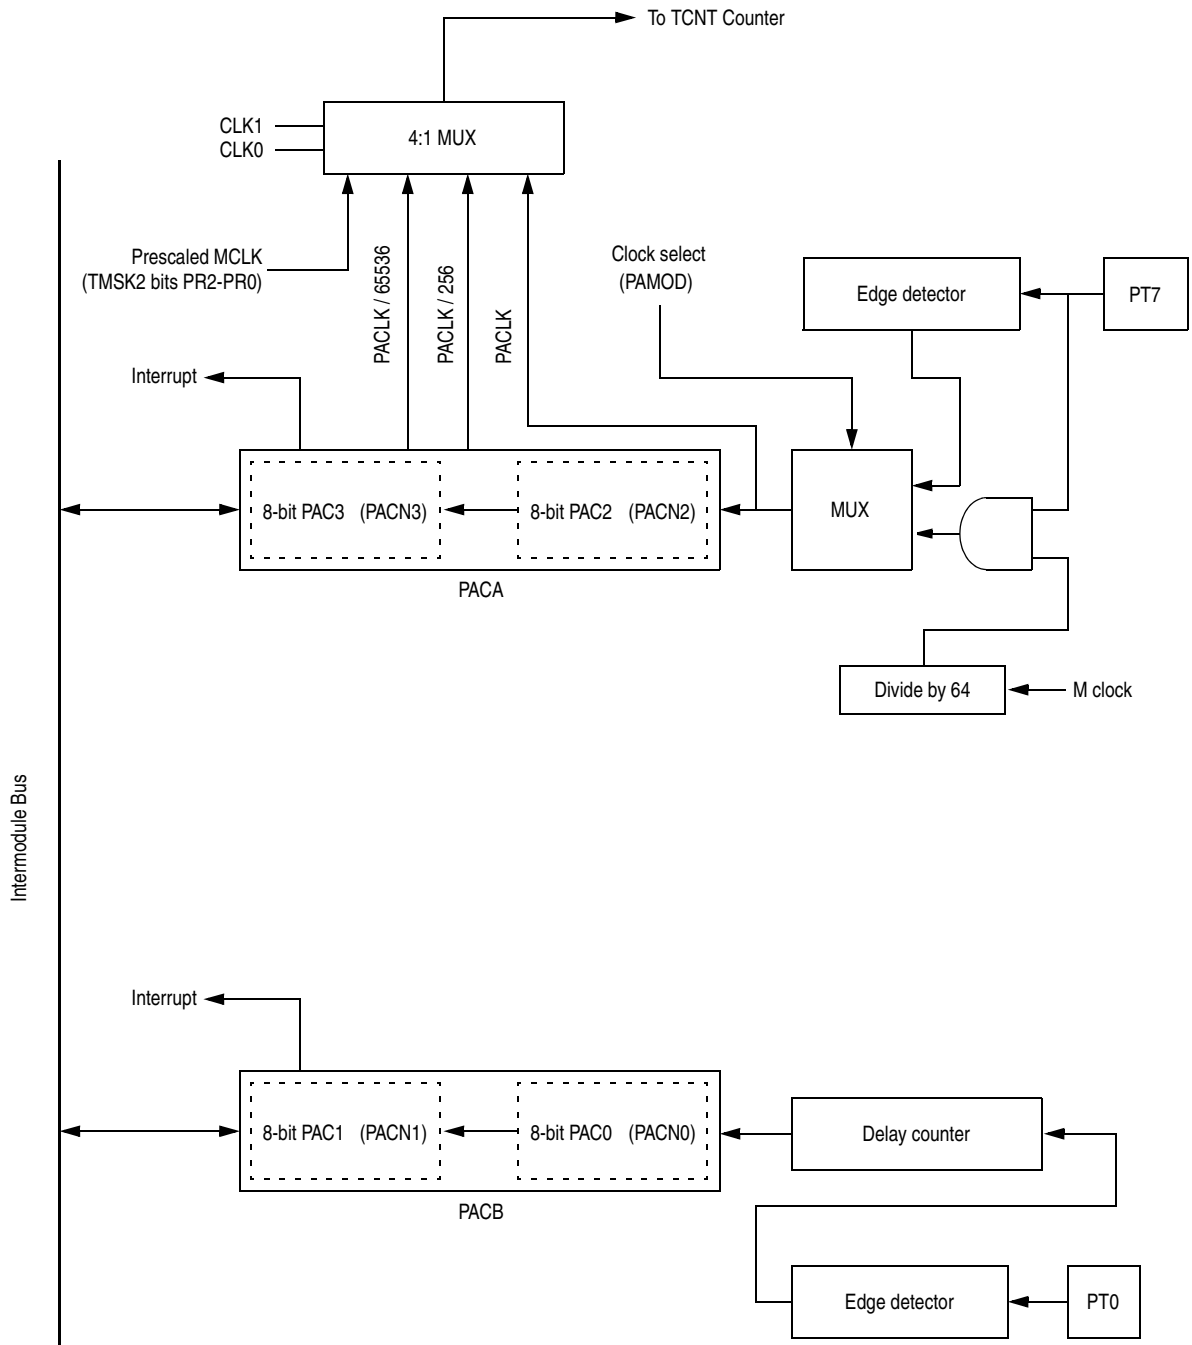 To TCNT Counter
CLK1
CLK0
4:1 MUX
Prescaled MCLK
(TMSK2 bits PR2-PR0)
PACLK / 65536
PACLK / 256
PACLK
Clock select
(PAMOD)
Edge detector
PT7
Interrupt
8-bit PAC3 (PACN3)
8-bit PAC2 (PACN2)
MUX
PACA
Divide by 64
M clock
Intermodule Bus
Interrupt
8-bit PAC1 (PACN1)
8-bit PAC0 (PACN0)
Delay counter
PACB
Edge detector
PT0